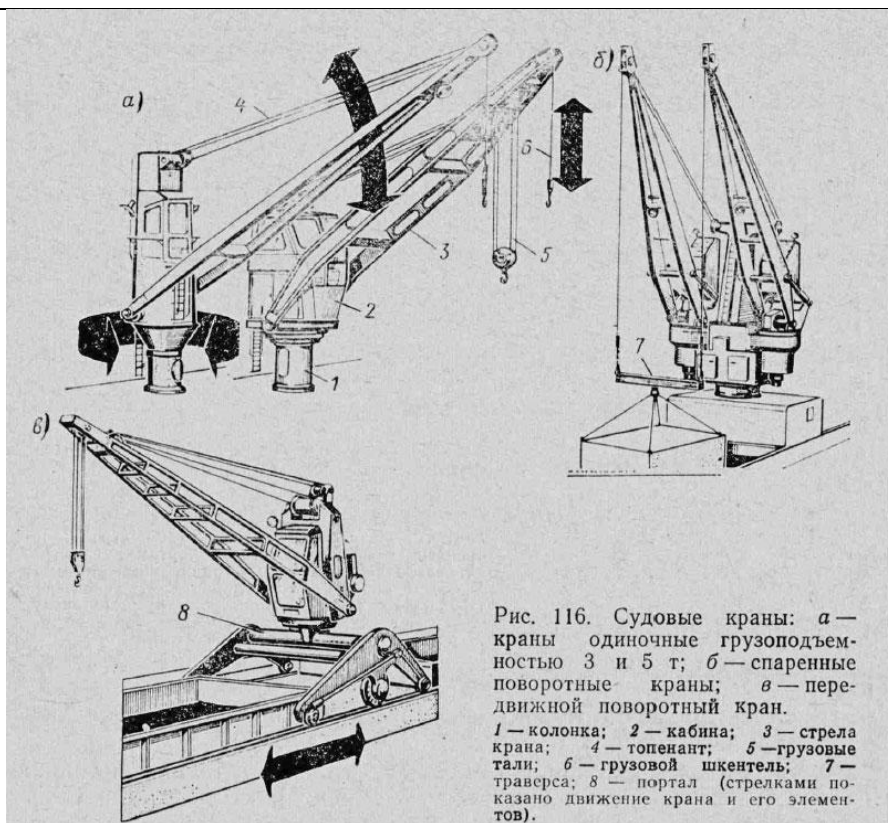 а)
4
6
3
5
2
1
б)
7
в)
8
Рис. 116. Судовые краны: а —
краны одиночные грузоподъем-
ностью 3 и 5 т; б — спаренные
поворотные краны; в — пере-
движной поворотный кран.
1 — колонка; 2 — кабина; 3 — стрела
крана; 4 — топенант; 5 —грузовые
тали; 6 — грузовой шкентель; 7 —
траверса; 8 — портал (стрелками по-
казано движение крана и его элемен-
тов).